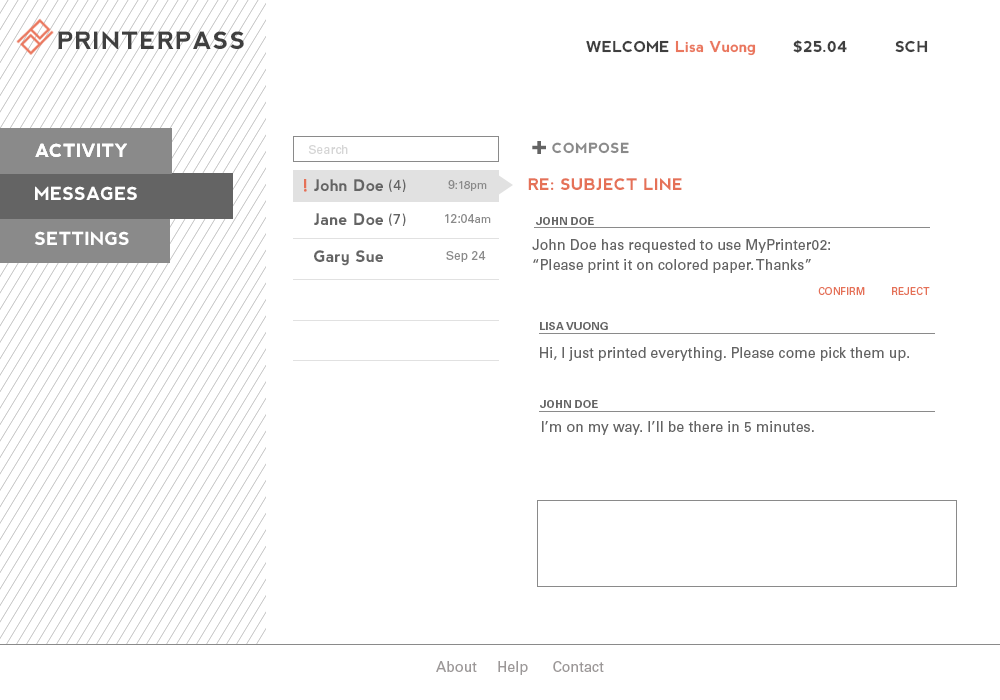 PRINTERPASS
WELCOME Lisa Vuong $25.04 SCH
ACTIVITY
MESSAGES
SETTINGS
Search
! John Doe (4) 9:18pm
Jane Doe (7) 12:04am
Gary Sue Sep 24
+ COMPOSE
RE: SUBJECT LINE
JOHN DOE
John Doe has requested to use MyPrinter02:
“Please print it on colored paper. Thanks”
CONFIRM REJECT
LISA VUONG
Hi, I just printed everything. Please come pick them up.
JOHN DOE
I’m on my way. I’ll be there in 5 minutes.
About Help Contact